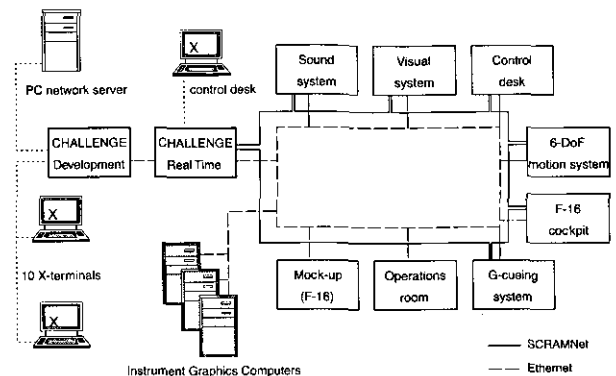 X
PC network server
control desk
Sound
system
Visual
system
Control
desk
CHALLENGE
Development
CHALLENGE
Real Time
6-DoF
motion system
X
F-16
cockpit
10 X-terminals
Mock-up
(F-16)
Operations
room
G-cueing
system
X
Instrument Graphics Computers
SCRAMNet
Ethernet